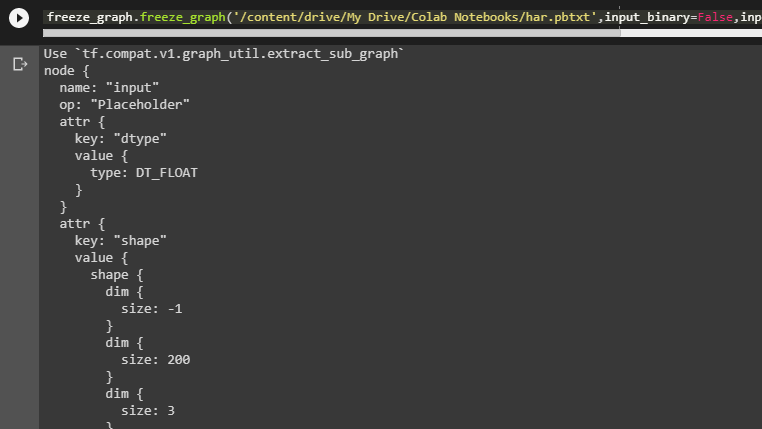 freeze_graph.freeze_graph('/content/drive/My Drive/Colab Notebooks/har.pbtxt',input_binary=False,inp
Use `tf.compat.v1.graph_util.extract_sub_graph`
node {
  name: "input"
  op: "Placeholder"
  attr {
    key: "dtype"
    value {
      type: DT_FLOAT
    }
  }
  attr {
    key: "shape"
    value {
      shape {
        dim {
          size: -1
        }
        dim {
          size: 200
        }
        dim {
          size: 3
        }